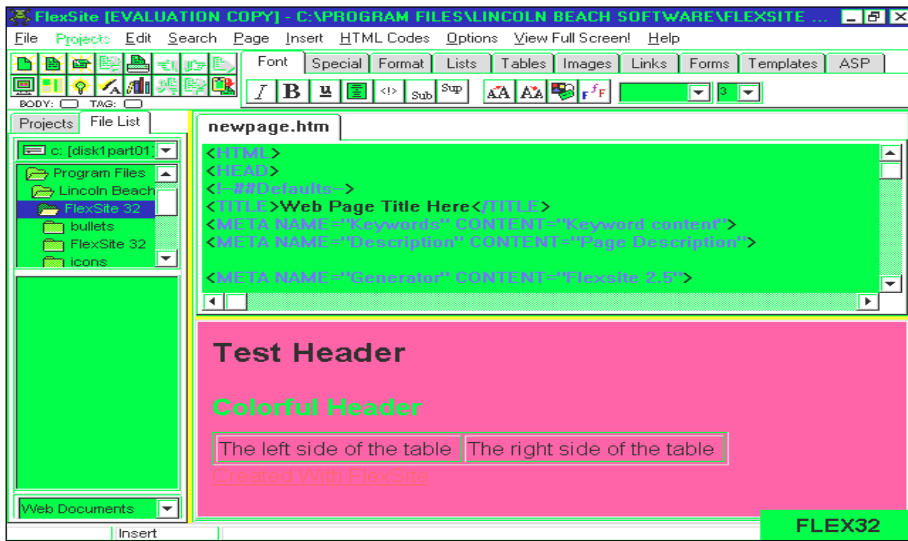 FlexSite [EVALUATION COPY] - C:\PROGRAM FILES\LINCOLN BEACH SOFTWARE\FLEXSITE ...
File Projects Edit Search Page Insert HTML Codes Options View Full Screen! Help
Font Special Format Lists Tables Images Links Forms Templates ASP
I B u <!> Sub Sup AA AA F f F 3
BODY: TAG:
Projects File List
newpage.htm
c: [disk1part01]
Program Files
Lincoln Beach
FlexSite 32
bullets
FlexSite 32
icons
<HTML>
<HEAD>
<!--##Defaults-->
<TITLE>Web Page Title Here</TITLE>
<META NAME="Keywords" CONTENT="Keyword content">
<META NAME="Description" CONTENT="Page Description">
<META NAME="Generator" CONTENT="Flexsite 2.5">
Test Header
Colorful Header
The left side of the table The right side of the table
Created With FlexSite
Web Documents
Insert
FLEX32